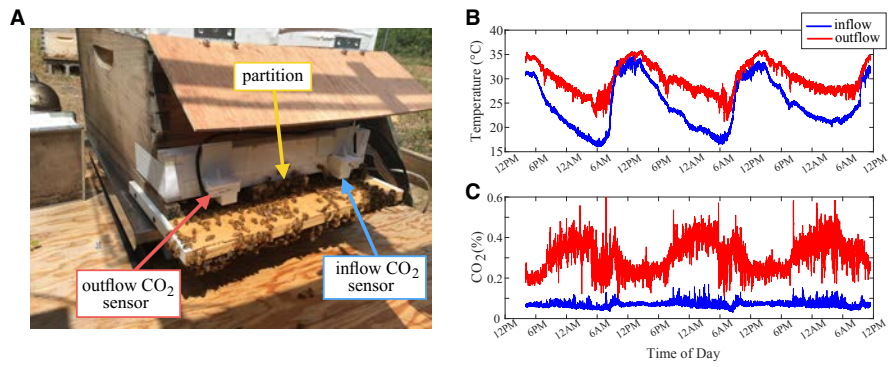 A
partition
outflow CO₂
sensor
inflow CO₂
sensor
B
inflow
outflow
Temperature (°C)
40
35
30
25
20
15
12PM 6PM 12AM 6AM 12PM 6PM 12AM 6AM 12PM 6PM 12AM 6AM 12PM
C
CO₂(%)
0.6
0.4
0.2
0
12PM 6PM 12AM 6AM 12PM 6PM 12AM 6AM 12PM 6PM 12AM 6AM 12PM
Time of Day